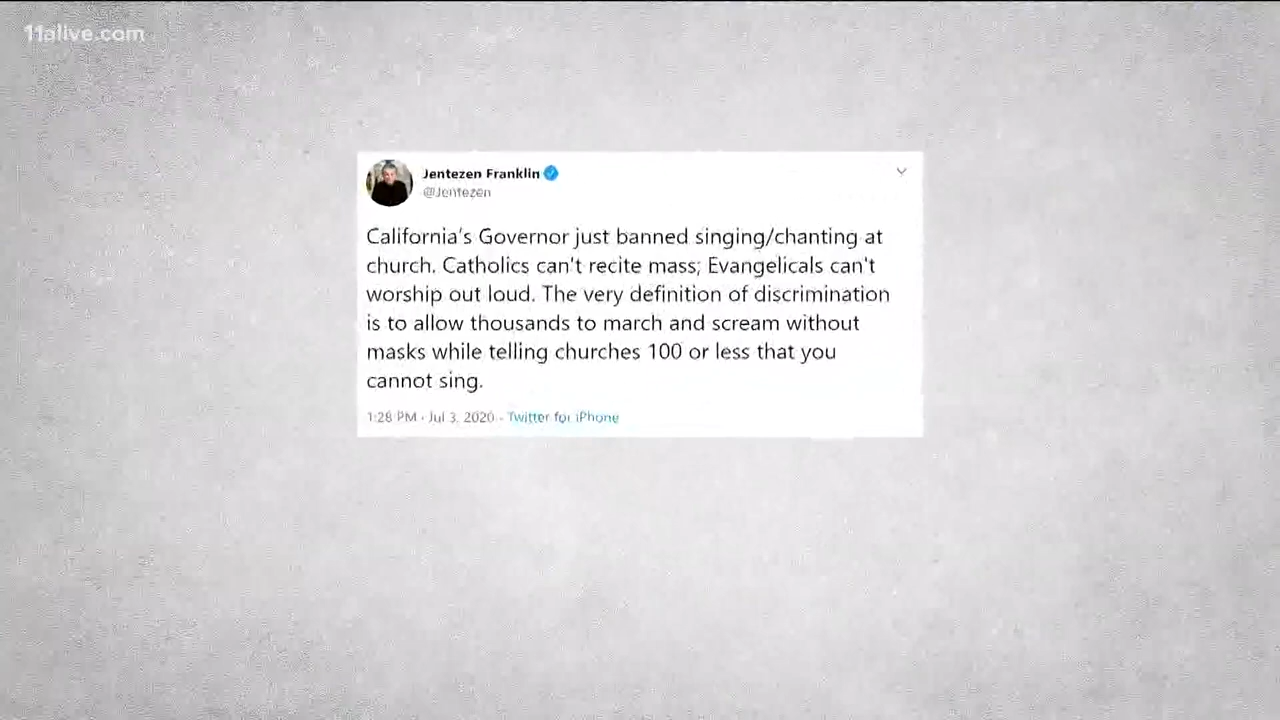 11alive.com
Jentezen Franklin
@Jentezen
California's Governor just banned singing/chanting at
church. Catholics can't recite mass; Evangelicals can't
worship out loud. The very definition of discrimination
is to allow thousands to march and scream without
masks while telling churches 100 or less that you
cannot sing.
1:28 PM · Jul 3, 2020 · Twitter for iPhone